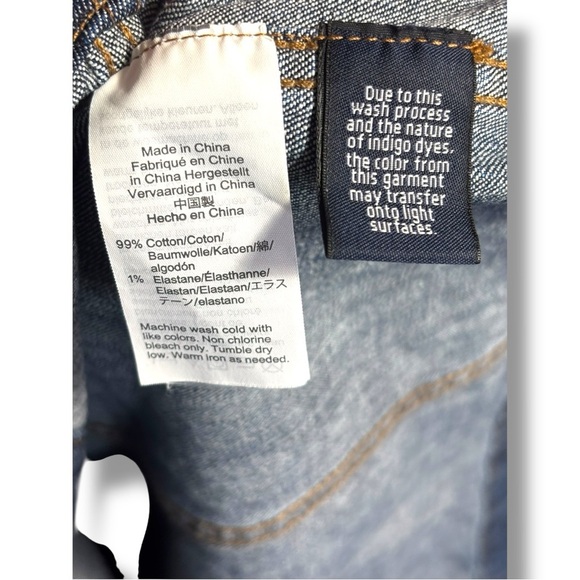 Made in China
Fabriqué en Chine
in China Hergestellt
Vervaardigd in China
中国製
Hecho en China
99% Cotton/Coton/
Baumwolle/Katoen/綿/
algodón
1% Elastane/Élasthanne/
Elastan/Elastaan/エラス
テーン/elastano
Machine wash cold with
like colors. Non chlorine
bleach only. Tumble dry
low. Warm iron as needed.
Due to this
wash process
and the nature
of indigo dyes,
the color from
this garment
may transfer
onto light
surfaces.